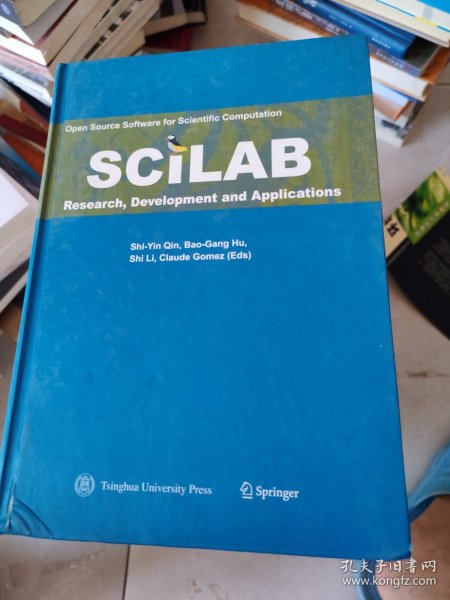 Open Source Software for Scientific Computation
SCiLAB
Research, Development and Applications
Shi-Yin Qin, Bao-Gang Hu,
Shi Li, Claude Gomez (Eds)
Tsinghua University Press
Springer
孔夫子旧书网
www.kongfz.com